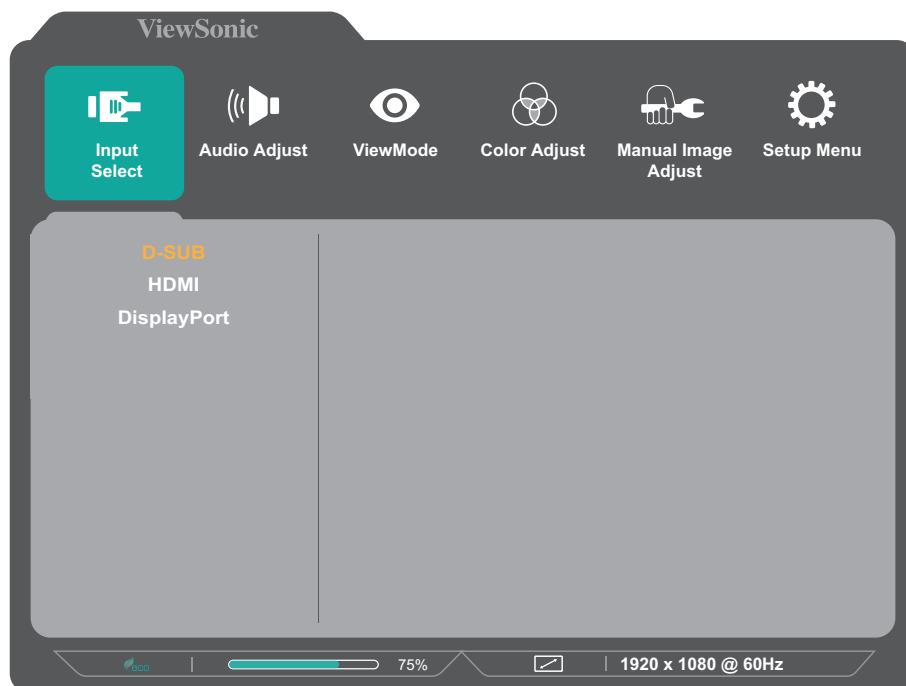 ViewSonic
Input Select
Audio Adjust
ViewMode
Color Adjust
Manual Image Adjust
Setup Menu
D-SUB
HDMI
DisplayPort
eco
75%
1920 x 1080 @ 60Hz